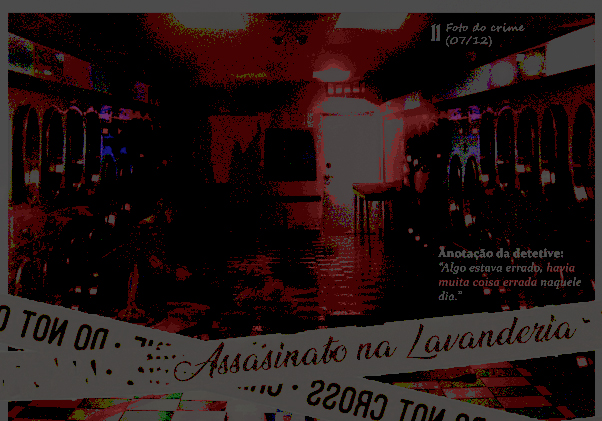 Foto do crime
(07/12)
Anotação da detetive:
"Algo estava errado, havia
muita coisa errada naquele
dia."
DO NOT
Assasinato na Lavanderia
DO NOT CROSS